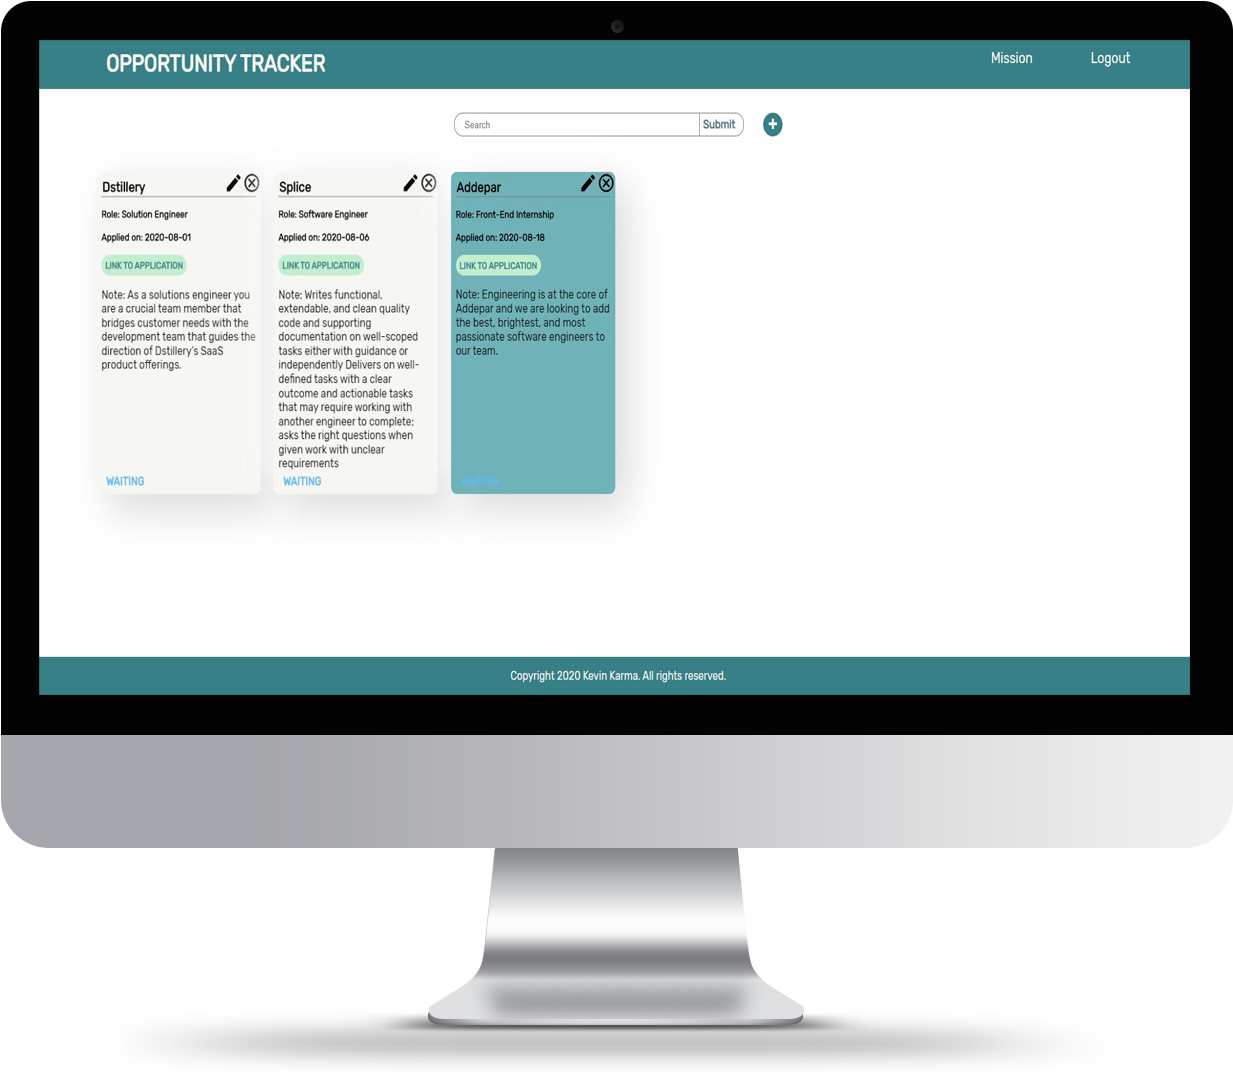 OPPORTUNITY TRACKER
Mission
Logout
Search
Submit
Dstillery
Role: Solution Engineer
Applied on: 2020-08-01
LINK TO APPLICATION
Note: As a solutions engineer you
are a crucial team member that
bridges customer needs with the
development team that guides the
direction of Dstillery's SaaS
product offerings.
WAITING
Splice
Role: Software Engineer
Applied on: 2020-08-06
LINK TO APPLICATION
Note: Writes functional,
extendable, and clean quality
code and supporting
documentation on well-scoped
tasks either with guidance or
independently Delivers on well-
defined tasks with a clear
outcome and actionable tasks
that may require working with
another engineer to complete;
asks the right questions when
given work with unclear
requirements
WAITING
Addepar
Role: Front-End Internship
Applied on: 2020-08-18
LINK TO APPLICATION
Note: Engineering is at the core of
Addepar and we are looking to add
the best, brightest, and most
passionate software engineers to
our team.
WAITING
Copyright 2020 Kevin Karma. All rights reserved.